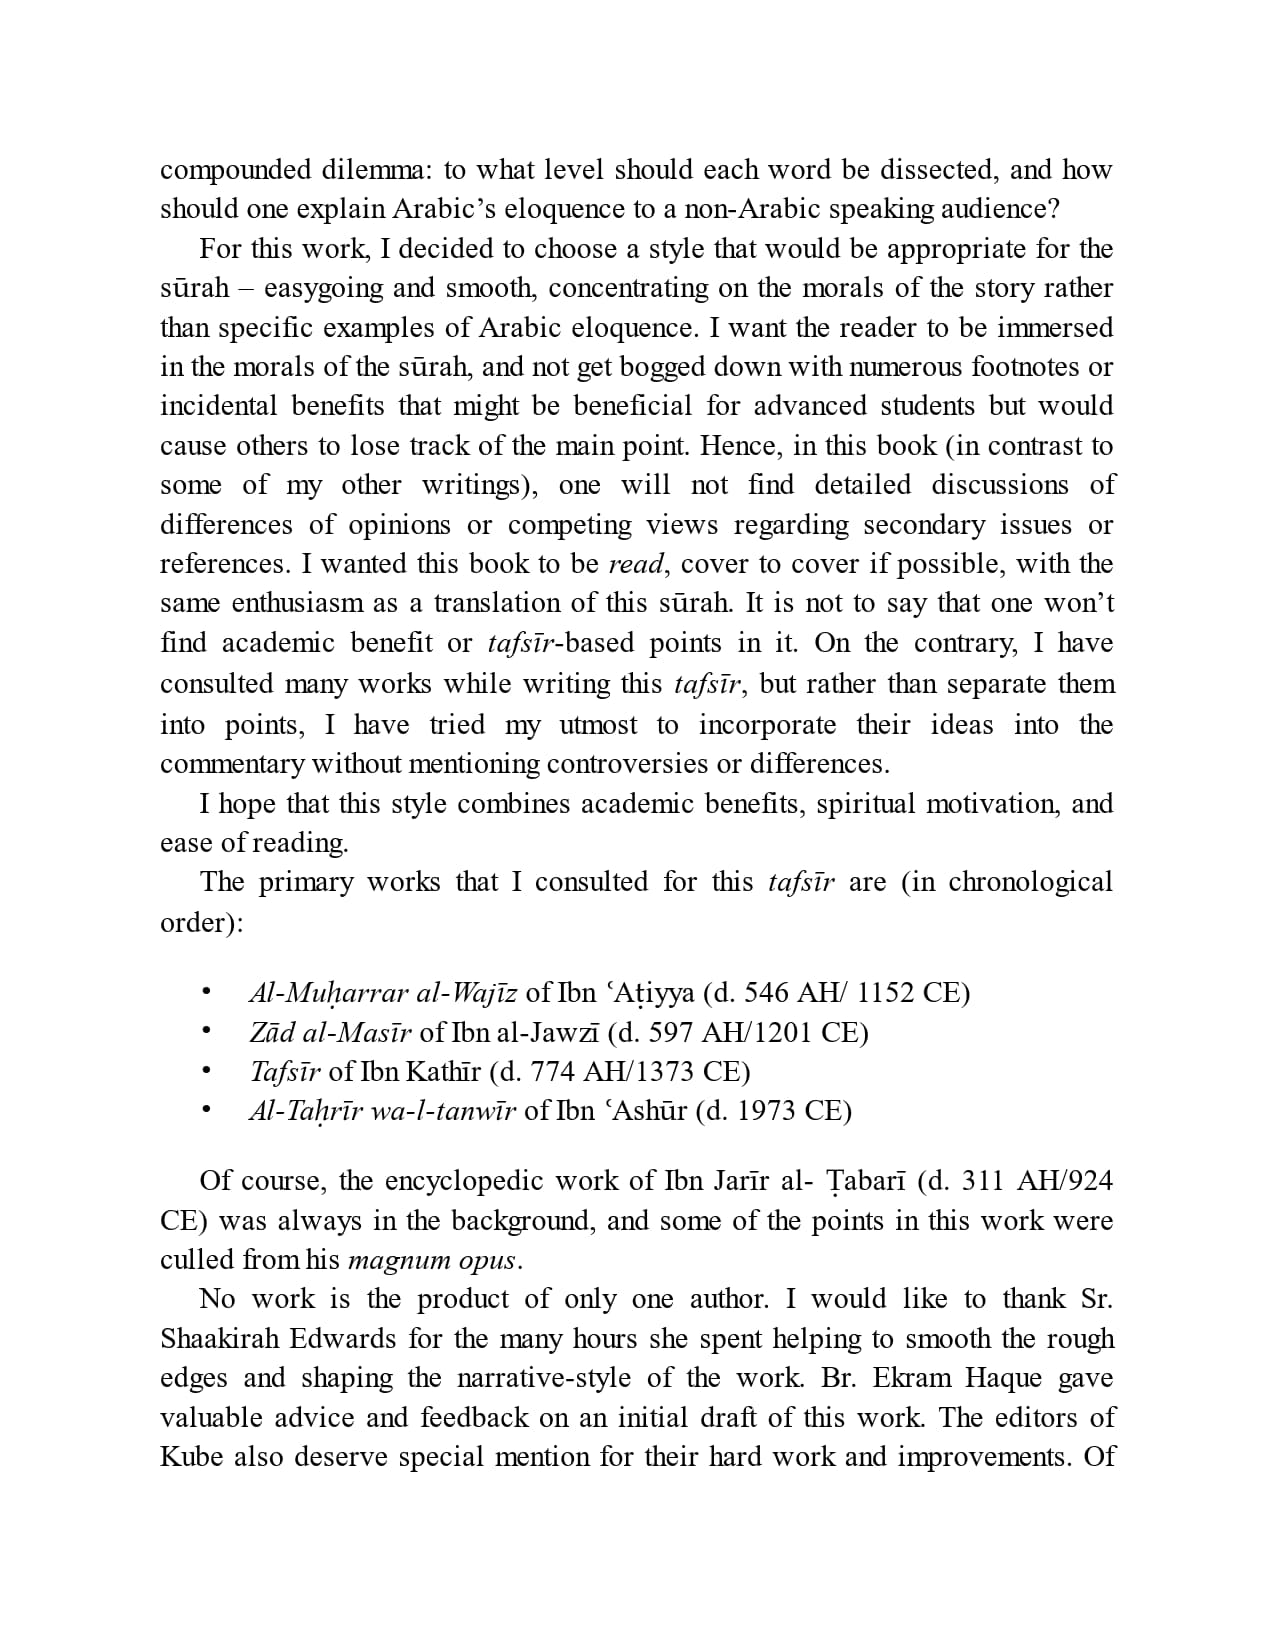 compounded dilemma: to what level should each word be dissected, and how
should one explain Arabic’s eloquence to a non-Arabic speaking audience?
For this work, I decided to choose a style that would be appropriate for the
sūrah – easygoing and smooth, concentrating on the morals of the story rather
than specific examples of Arabic eloquence. I want the reader to be immersed
in the morals of the sūrah, and not get bogged down with numerous footnotes or
incidental benefits that might be beneficial for advanced students but would
cause others to lose track of the main point. Hence, in this book (in contrast to
some of my other writings), one will not find detailed discussions of
differences of opinions or competing views regarding secondary issues or
references. I wanted this book to be read, cover to cover if possible, with the
same enthusiasm as a translation of this sūrah. It is not to say that one won’t
find academic benefit or tafsīr-based points in it. On the contrary, I have
consulted many works while writing this tafsīr, but rather than separate them
into points, I have tried my utmost to incorporate their ideas into the
commentary without mentioning controversies or differences.
I hope that this style combines academic benefits, spiritual motivation, and
ease of reading.
The primary works that I consulted for this tafsīr are (in chronological
order):
• Al-Muḥarrar al-Wajīz of Ibn ʿAṭiyya (d. 546 AH/ 1152 CE)
• Zād al-Masīr of Ibn al-Jawzī (d. 597 AH/1201 CE)
• Tafsīr of Ibn Kathīr (d. 774 AH/1373 CE)
• Al-Taḥrīr wa-l-tanwīr of Ibn ʿAshūr (d. 1973 CE)
Of course, the encyclopedic work of Ibn Jarīr al- Ṭabarī (d. 311 AH/924
CE) was always in the background, and some of the points in this work were
culled from his magnum opus.
No work is the product of only one author. I would like to thank Sr.
Shaakirah Edwards for the many hours she spent helping to smooth the rough
edges and shaping the narrative-style of the work. Br. Ekram Haque gave
valuable advice and feedback on an initial draft of this work. The editors of
Kube also deserve special mention for their hard work and improvements. Of